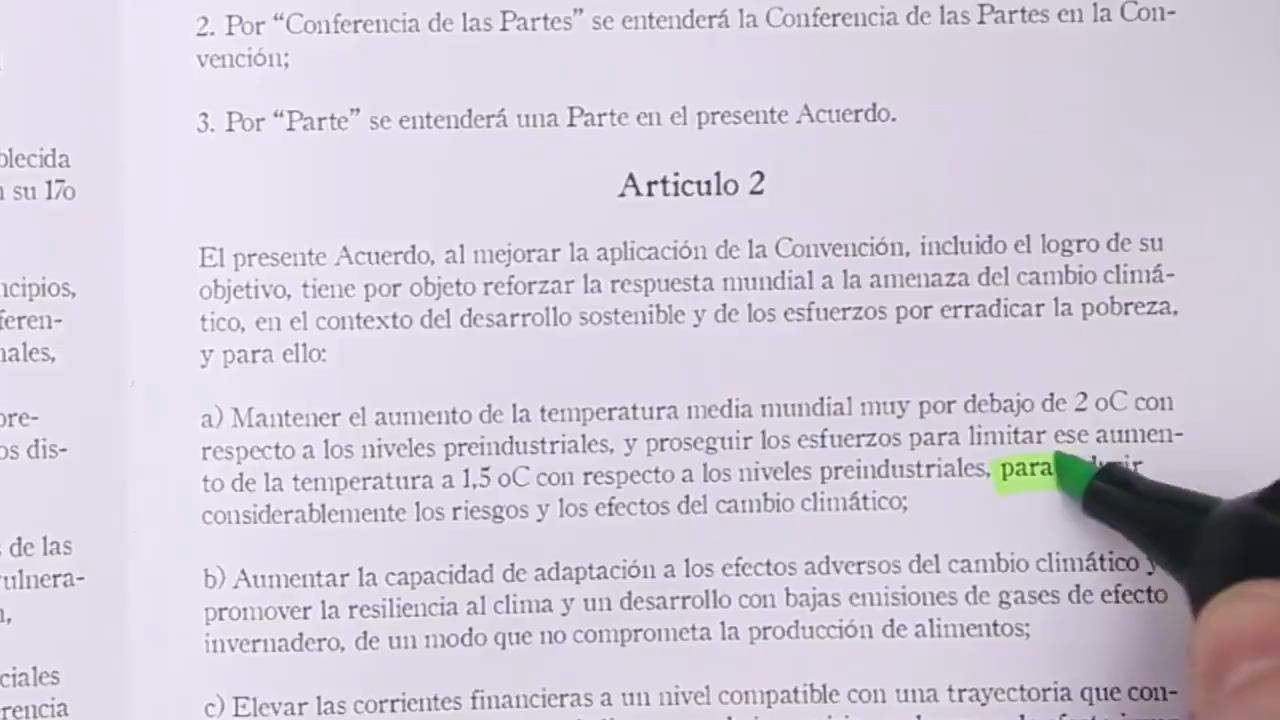 2. Por “Conferencia de las Partes” se entenderá la Conferencia de las Partes en la Con-
vención;
3. Por “Parte” se entenderá una Parte en el presente Acuerdo.
Articulo 2
El presente Acuerdo, al mejorar la aplicación de la Convención, incluido el logro de su
objetivo, tiene por objeto reforzar la respuesta mundial a la amenaza del cambio climá-
tico, en el contexto del desarrollo sostenible y de los esfuerzos por erradicar la pobreza,
y para ello:
a) Mantener el aumento de la temperatura media mundial muy por debajo de 2 oC con
respecto a los niveles preindustriales, y proseguir los esfuerzos para limitar ese aumen-
to de la temperatura a 1,5 oC con respecto a los niveles preindustriales, para
considerablemente los riesgos y los efectos del cambio climático;
b) Aumentar la capacidad de adaptación a los efectos adversos del cambio climático y
promover la resiliencia al clima y un desarrollo con bajas emisiones de gases de efecto
invernadero, de un modo que no comprometa la producción de alimentos;
c) Elevar las corrientes financieras a un nivel compatible con una trayectoria que con-
blecida
su 17o
ncipios,
feren-
nales,
pre-
os dis-
de las
vulnera-
ciales
rencia